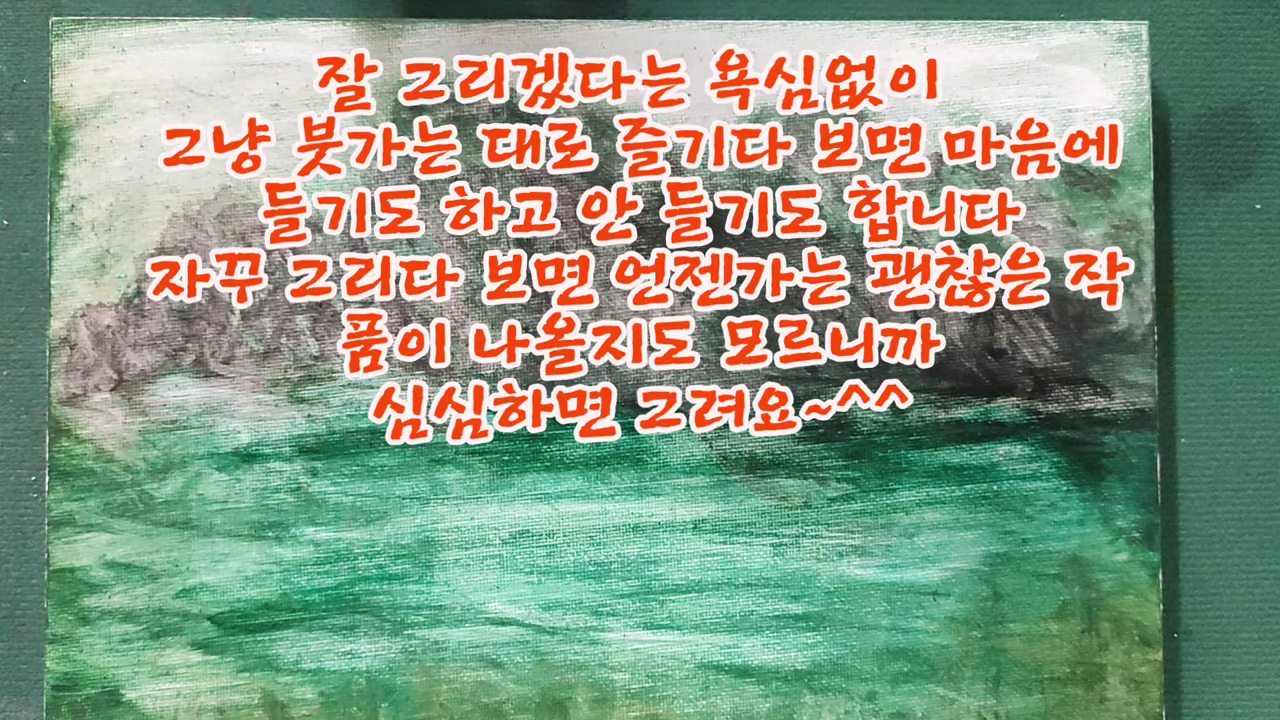 잘 그리겠다는 욕심없이
그냥 붓가는 대로 즐기다 보면 마음에
들기도 하고 안 들기도 합니다
자꾸 그리다 보면 언젠가는 괜찮은 작
품이 나올지도 모르니까
심심하면 그려요~^^